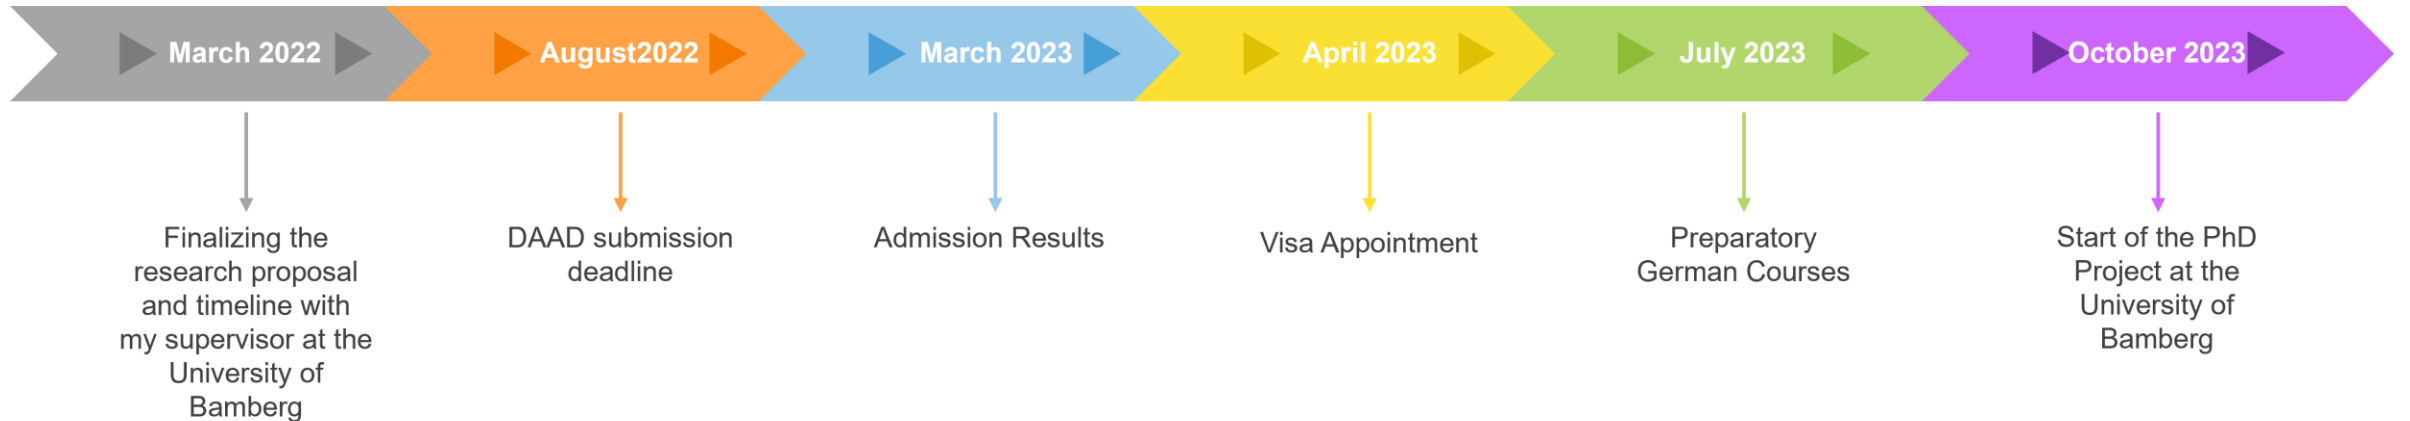 March 2022
August2022
March 2023
April 2023
July 2023
October 2023
Finalizing the
research proposal
and timeline with
my supervisor at the
University of
Bamberg
DAAD submission
deadline
Admission Results
Visa Appointment
Preparatory
German Courses
Start of the PhD
Project at the
University of
Bamberg